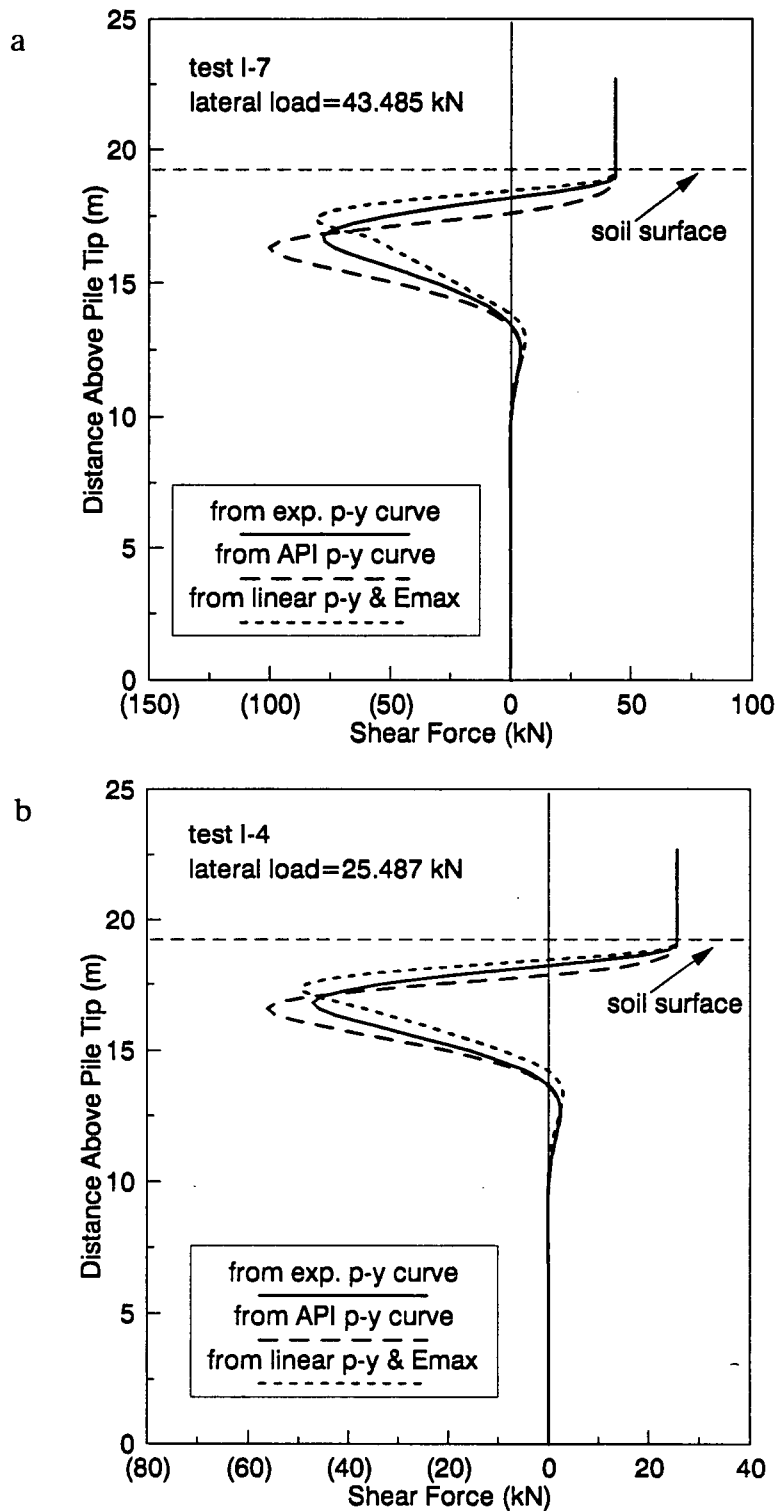 a
25
20
15
10
5
0
Distance Above Pile Tip (m)
test I-7
lateral load=43.485 kN
soil surface
from exp. p-y curve
from API p-y curve
from linear p-y & Emax
(150) (100) (50) 0 50 100
Shear Force (kN)
b
25
20
15
10
5
0
Distance Above Pile Tip (m)
test I-4
lateral load=25.487 kN
soil surface
from exp. p-y curve
from API p-y curve
from linear p-y & Emax
(80) (60) (40) (20) 0 20 40
Shear Force (kN)